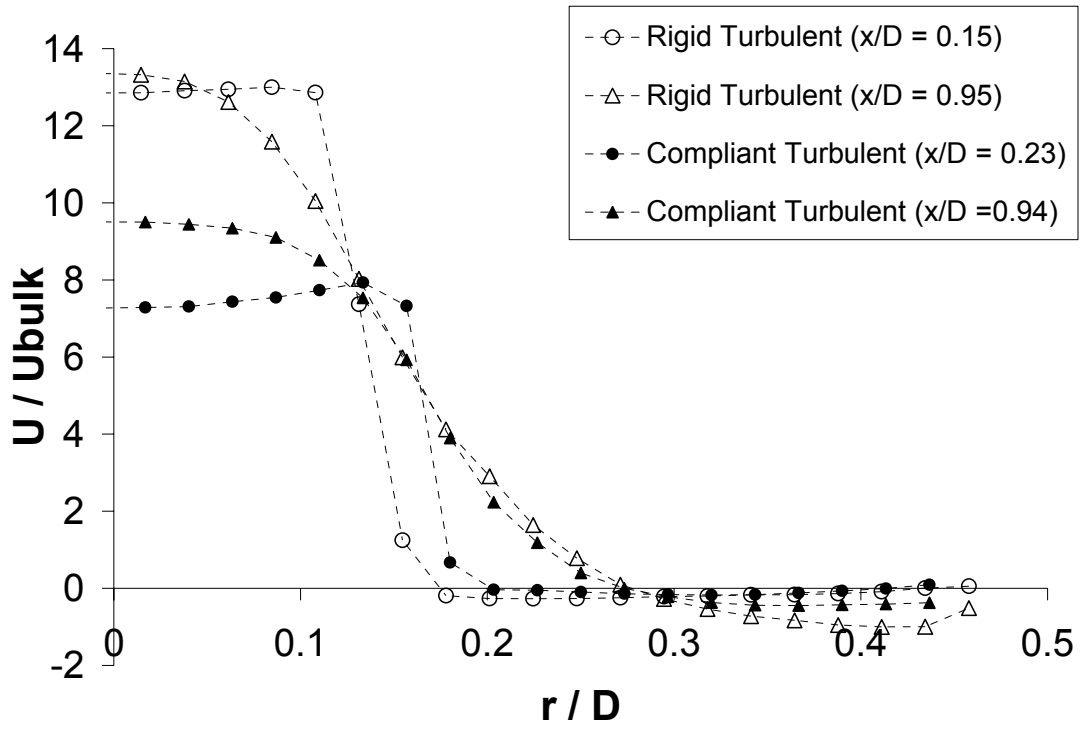 Rigid Turbulent (x/D = 0.15)
Rigid Turbulent (x/D = 0.95)
Compliant Turbulent (x/D = 0.23)
Compliant Turbulent (x/D =0.94)
14
12
10
8
6
4
2
0
-2
U / Ubulk
0 0.1 0.2 0.3 0.4 0.5
r / D